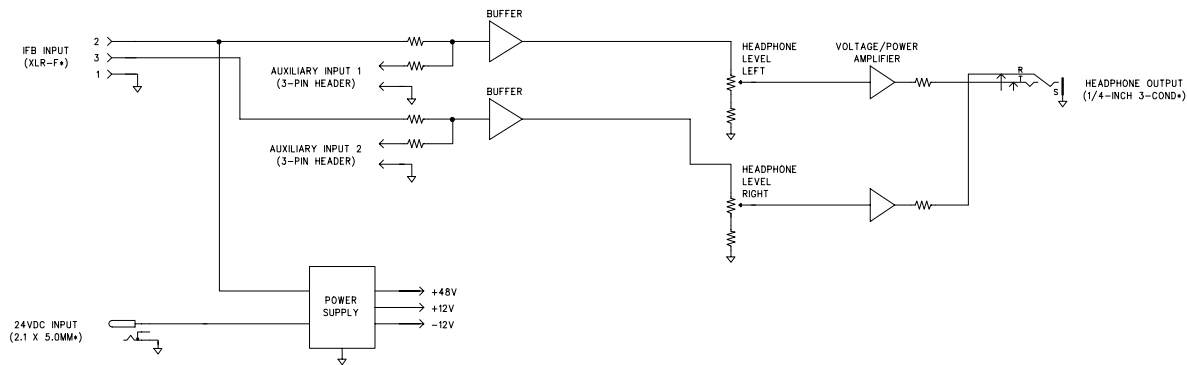 BUFFER
IFB INPUT
(XLR-F*)
2
3
1
AUXILIARY INPUT 1
(3-PIN HEADER)
BUFFER
AUXILIARY INPUT 2
(3-PIN HEADER)
HEADPHONE
LEVEL
LEFT
VOLTAGE/POWER
AMPLIFIER
R
T
S
HEADPHONE OUTPUT
(1/4-INCH 3-COND*)
HEADPHONE
LEVEL
RIGHT
POWER
SUPPLY
+48V
+12V
-12V
24VDC INPUT
(2.1 X 5.0MM*)